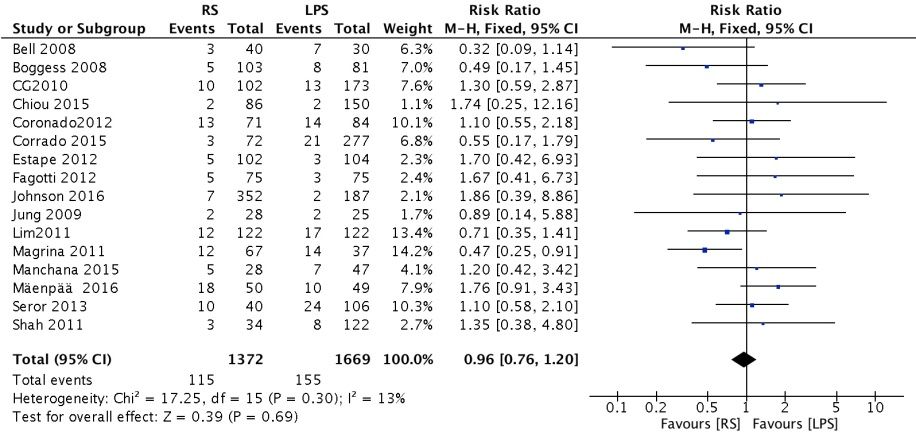 RS LPS Risk Ratio Risk Ratio
Study or Subgroup Events Total Events Total Weight M-H, Fixed, 95% CI M-H, Fixed, 95% CI
Bell 2008 3 40 7 30 6.3% 0.32 [0.09, 1.14]
Boggess 2008 5 103 8 81 7.0% 0.49 [0.17, 1.45]
CG2010 10 102 13 173 7.6% 1.30 [0.59, 2.87]
Chiou 2015 2 86 2 150 1.1% 1.74 [0.25, 12.16]
Coronado2012 13 71 14 84 10.1% 1.10 [0.55, 2.18]
Corrado 2015 3 72 21 277 6.8% 0.55 [0.17, 1.79]
Estape 2012 5 102 3 104 2.3% 1.70 [0.42, 6.93]
Fagotti 2012 5 75 3 75 2.4% 1.67 [0.41, 6.73]
Johnson 2016 7 352 2 187 2.1% 1.86 [0.39, 8.86]
Jung 2009 2 28 2 25 1.7% 0.89 [0.14, 5.88]
Lim2011 12 122 17 122 13.4% 0.71 [0.35, 1.41]
Magrina 2011 12 67 14 37 14.2% 0.47 [0.25, 0.91]
Manchana 2015 5 28 7 47 4.1% 1.20 [0.42, 3.42]
Mäenpää 2016 18 50 10 49 8.0% 1.76 [0.91, 3.43]
Seror 2013 10 40 24 106 10.3% 1.10 [0.58, 2.10]
Shah 2011 3 34 8 122 2.7% 1.35 [0.38, 4.80]
Total (95% CI) 1372 1669 100.0% 0.96 [0.76, 1.20]
Total events 115 155
Heterogeneity: Chi² = 17.25, df = 15 (P = 0.30); I² = 13%
Test for overall effect: Z = 0.39 (P = 0.69)
0.1 0.2 0.5 1 2 5 10
Favours [RS] Favours [LPS]